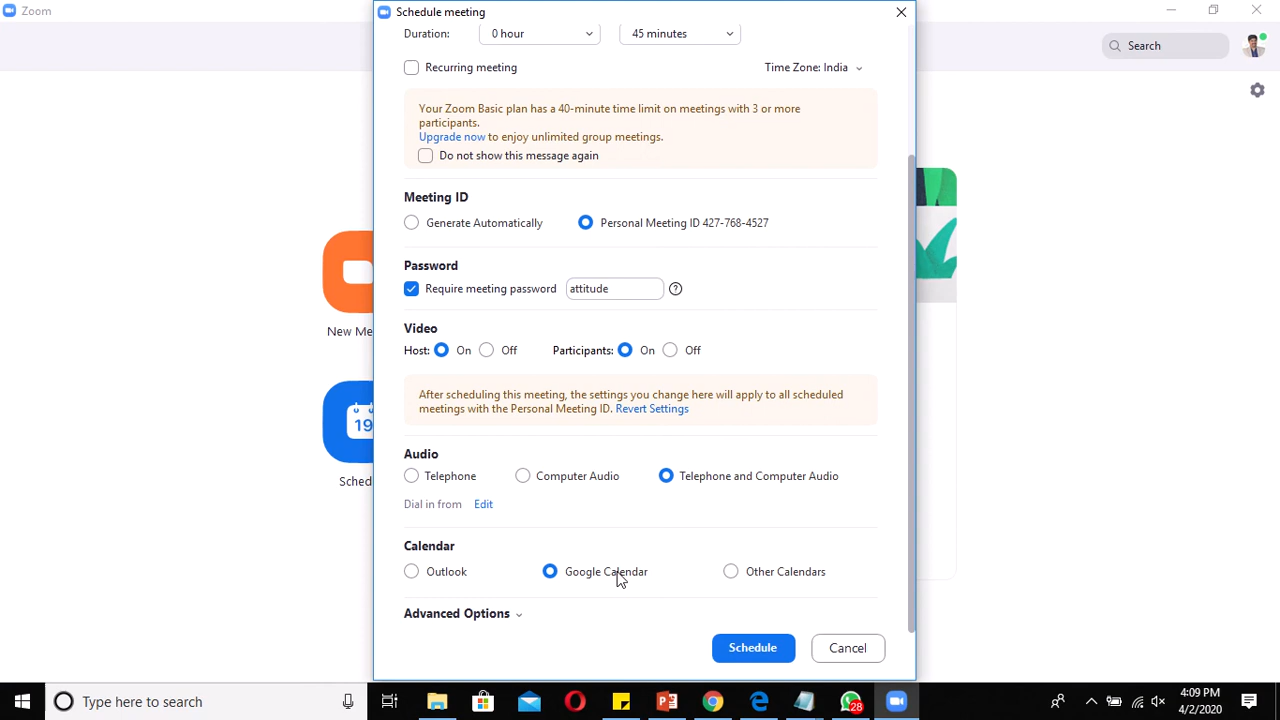 Zoom
Schedule meeting
Duration: 0 hour 45 minutes
Search
Recurring meeting
Time Zone: India
Your Zoom Basic plan has a 40-minute time limit on meetings with 3 or more
participants.
Upgrade now to enjoy unlimited group meetings.
Do not show this message again
Meeting ID
Generate Automatically
Personal Meeting ID 427-768-4527
Password
Require meeting password attitude
New Me
Video
Host: On Off Participants: On Off
After scheduling this meeting, the settings you change here will apply to all scheduled
meetings with the Personal Meeting ID. Revert Settings
19
Audio
Telephone Computer Audio Telephone and Computer Audio
Sched
Dial in from Edit
Calendar
Outlook Google Calendar Other Calendars
Advanced Options
Schedule Cancel
Type here to search
28
4:09 PM
4/2/2020